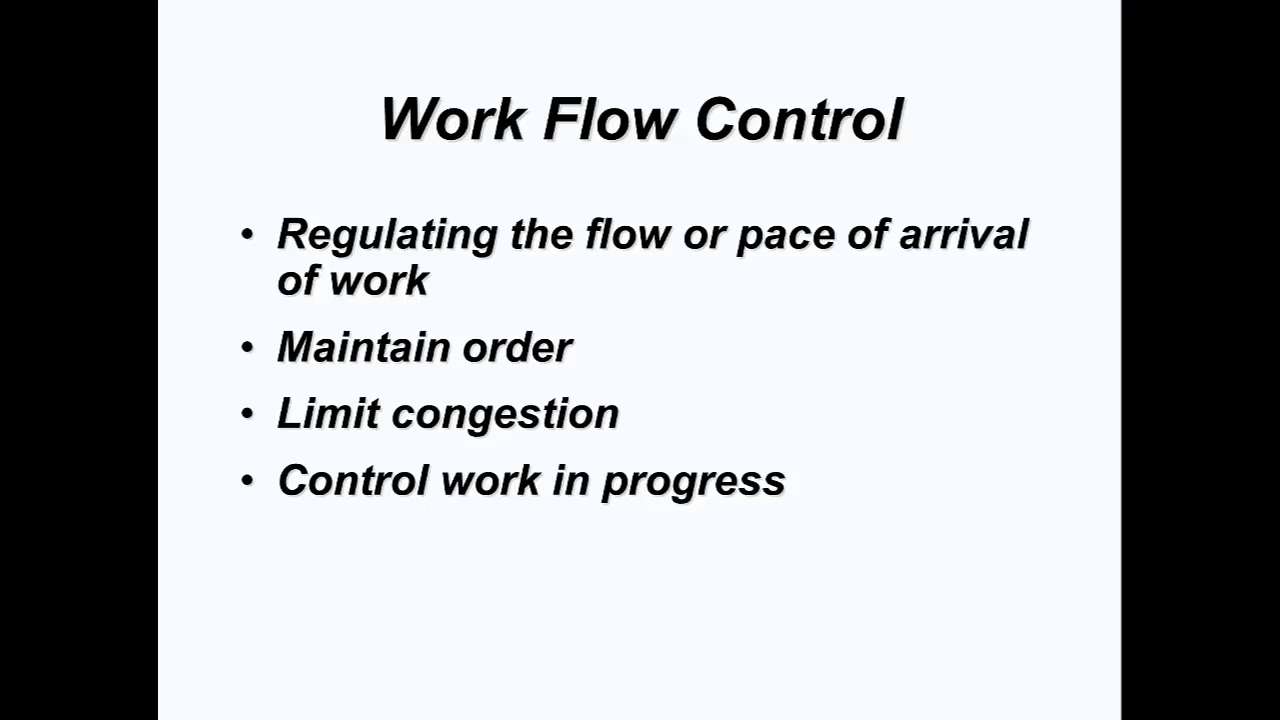 Work Flow Control
• Regulating the flow or pace of arrival
of work
• Maintain order
• Limit congestion
• Control work in progress